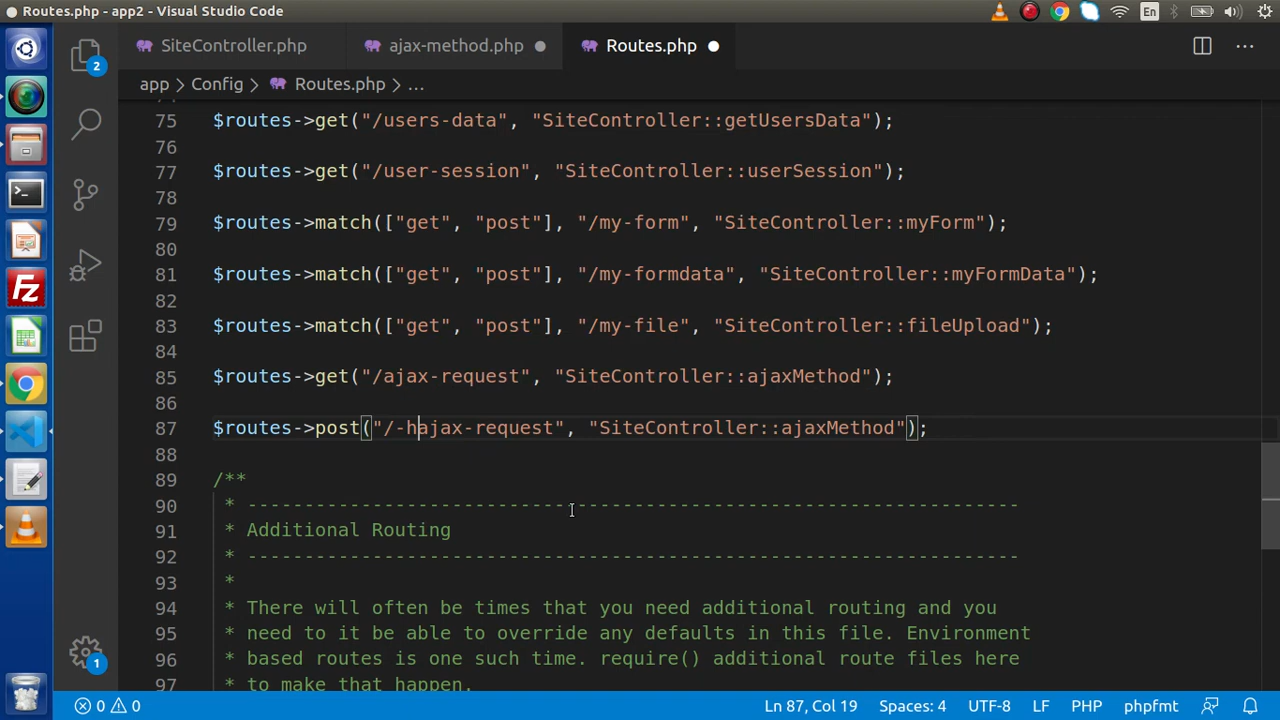 Routes.php - app2 - Visual Studio Code
En
SiteController.php
ajax-method.php
Routes.php
app > Config > Routes.php > ...
2
75 $routes->get("/users-data", "SiteController::getUsersData");
76
77 $routes->get("/user-session", "SiteController::userSession");
78
79 $routes->match(["get", "post"], "/my-form", "SiteController::myForm");
80
81 $routes->match(["get", "post"], "/my-formdata", "SiteController::myFormData");
82
83 $routes->match(["get", "post"], "/my-file", "SiteController::fileUpload");
84
85 $routes->get("/ajax-request", "SiteController::ajaxMethod");
86
87 $routes->post("/-hajax-request", "SiteController::ajaxMethod");
88
89 /**
90 * --------------------------------------------------------------------
91 * Additional Routing
92 * --------------------------------------------------------------------
93 *
94 * There will often be times that you need additional routing and you
95 * need to it be able to override any defaults in this file. Environment
96 * based routes is one such time. require() additional route files here
97 * to make that happen.
1
0 0
Ln 87, Col 19
Spaces: 4
UTF-8
LF
PHP
phpfmt